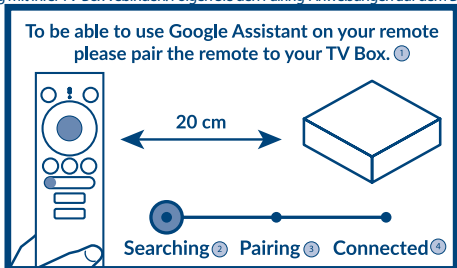 To be able to use Google Assistant on your remote
please pair the remote to your TV Box. 1
20 cm
Searching 2 Pairing 3 Connected 4